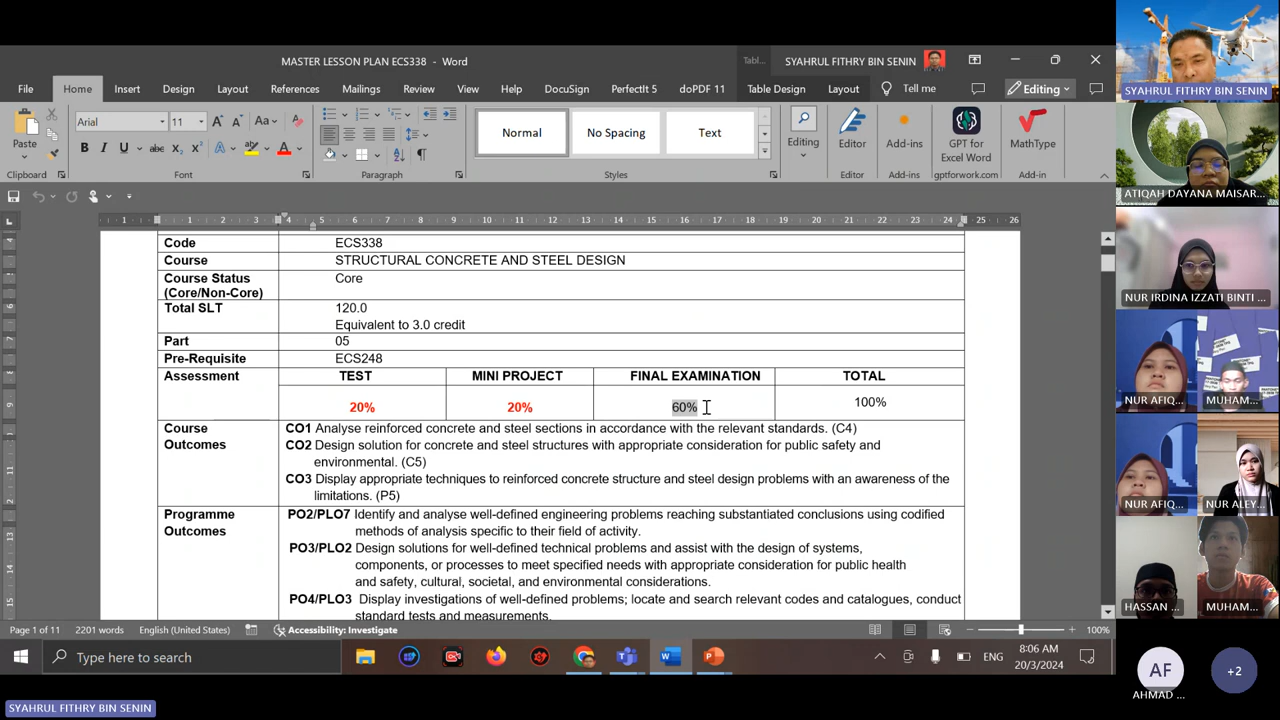 MASTER LESSON PLAN ECS338 - Word
Tabl...
SYAHRUL FITHRY BIN SENIN
File Home Insert Draw Design Layout References Mailings Review View Help DocuSign PerfectIt 5 doPDF 11 Table Design Layout Tell me Editing
Arial 11
Paste
Normal
No Spacing
Text
Editing
Editor
Add-ins
GPT for
Excel Word
MathType
Clipboard Font Paragraph Styles Editor Add-ins gptforwork.com Add-in
Code ECS338
Course STRUCTURAL CONCRETE AND STEEL DESIGN
Course Status Core
(Core/Non-Core)
Total SLT 120.0
Equivalent to 3.0 credit
Part 05
Pre-Requisite ECS248
Assessment TEST MINI PROJECT FINAL EXAMINATION TOTAL
20% 20% 60% 100%
Course CO1 Analyse reinforced concrete and steel sections in accordance with the relevant standards. (C4)
Outcomes CO2 Design solution for concrete and steel structures with appropriate consideration for public safety and
environmental. (C5)
CO3 Display appropriate techniques to reinforced concrete structure and steel design problems with an awareness of the
limitations. (P5)
Programme PO2/PLO7 Identify and analyse well-defined engineering problems reaching substantiated conclusions using codified
Outcomes methods of analysis specific to their field of activity.
PO3/PLO2 Design solutions for well-defined technical problems and assist with the design of systems,
components, or processes to meet specified needs with appropriate consideration for public health
and safety, cultural, societal, and environmental considerations.
PO4/PLO3 Display investigations of well-defined problems; locate and search relevant codes and catalogues, conduct
standard tests and measurements.
Page 1 of 11 2201 words English (United States) Accessibility: Investigate 100%
Type here to search
ENG
8:06 AM
20/3/2024
SYAHRUL FITHRY BIN SENIN
SYAHRUL FITHRY BIN SENIN
ATIQAH DAYANA MAISAR...
NUR IRDINA IZZATI BINTI ...
NUR AFIQ... MUHAM...
NUR AFIQ... NUR ALEY...
HASSAN ... MUHAM...
AF
AHMAD ...
+2